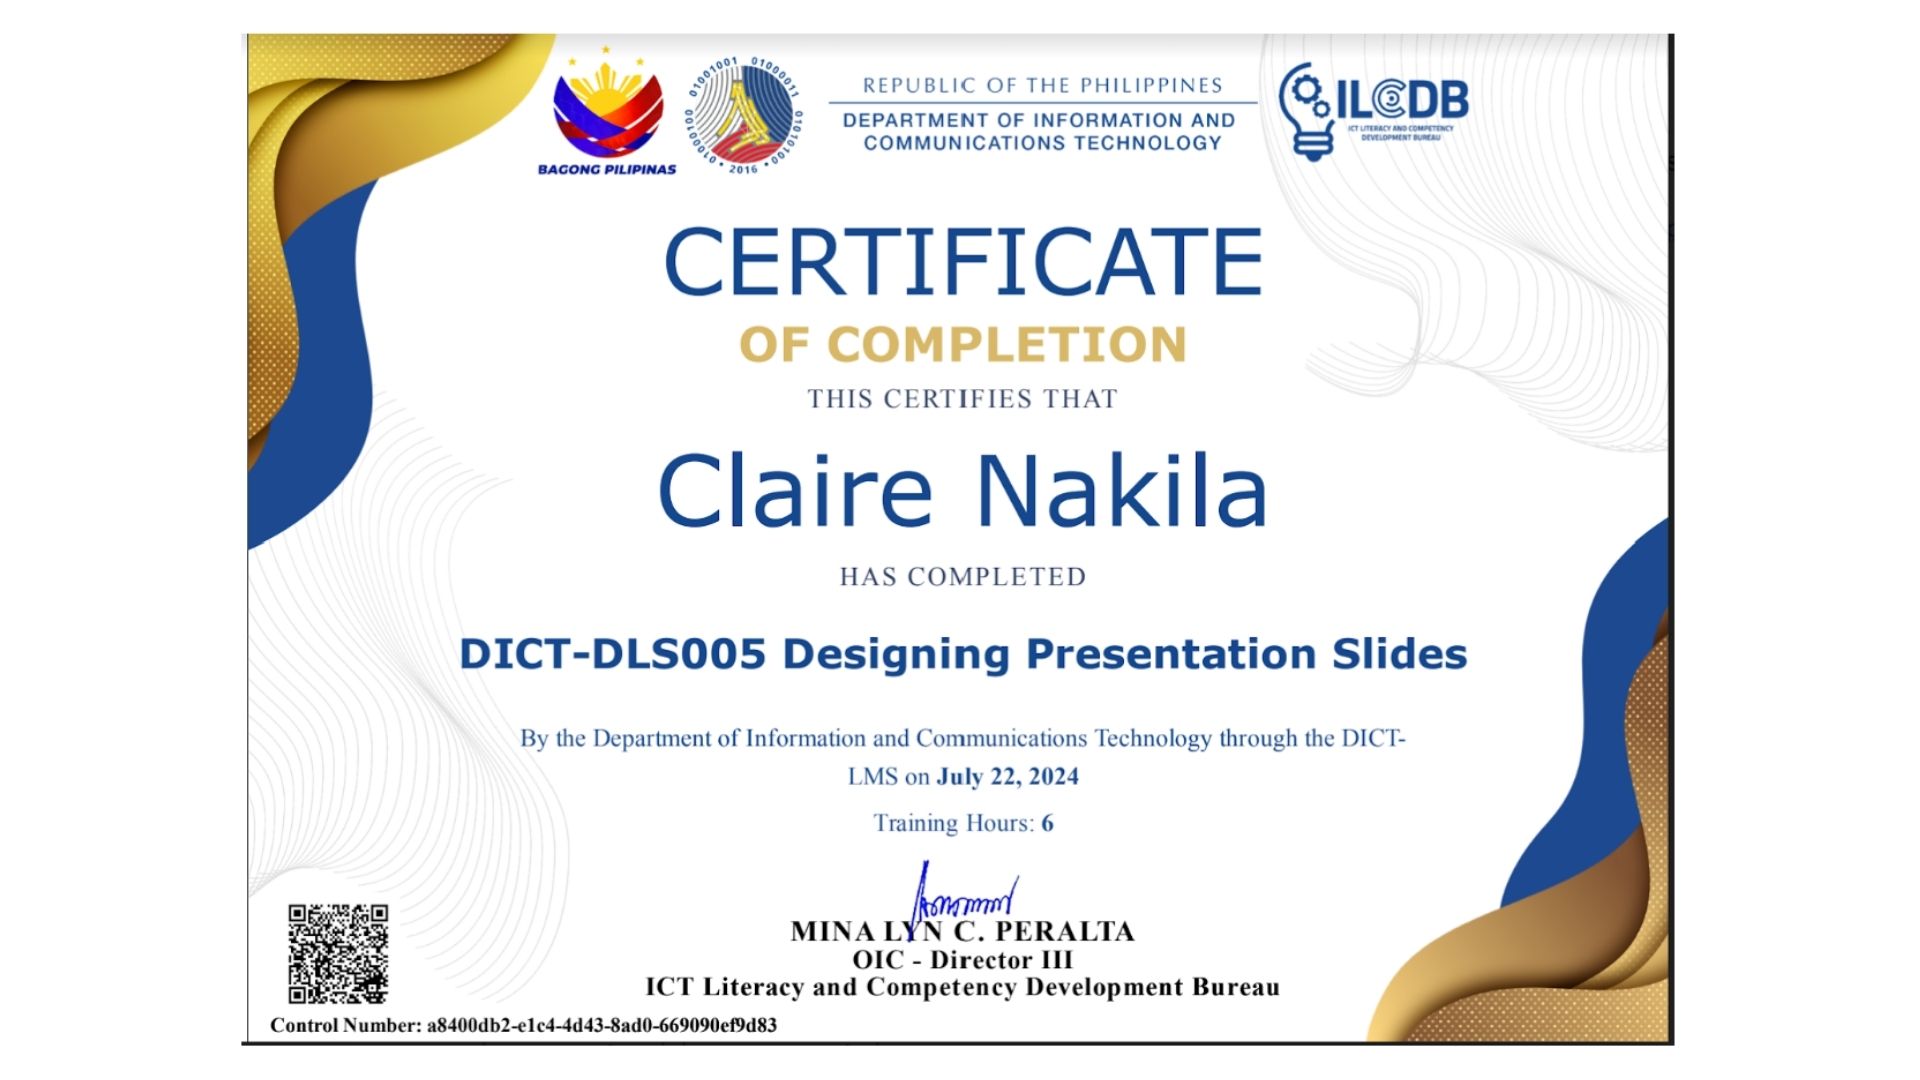 BAGONG PILIPINAS
01001001 01000011 01010100 01000100 • 2016 •
REPUBLIC OF THE PHILIPPINES
DEPARTMENT OF INFORMATION AND
COMMUNICATIONS TECHNOLOGY
ILCDB
ICT LITERACY AND COMPETENCY
DEVELOPMENT BUREAU
CERTIFICATE
OF COMPLETION
THIS CERTIFIES THAT
Claire Nakila
HAS COMPLETED
DICT-DLS005 Designing Presentation Slides
By the Department of Information and Communications Technology through the DICT-
LMS on July 22, 2024
Training Hours: 6
MINA LYN C. PERALTA
OIC - Director III
ICT Literacy and Competency Development Bureau
Control Number: a8400db2-e1c4-4d43-8ad0-669090ef9d83